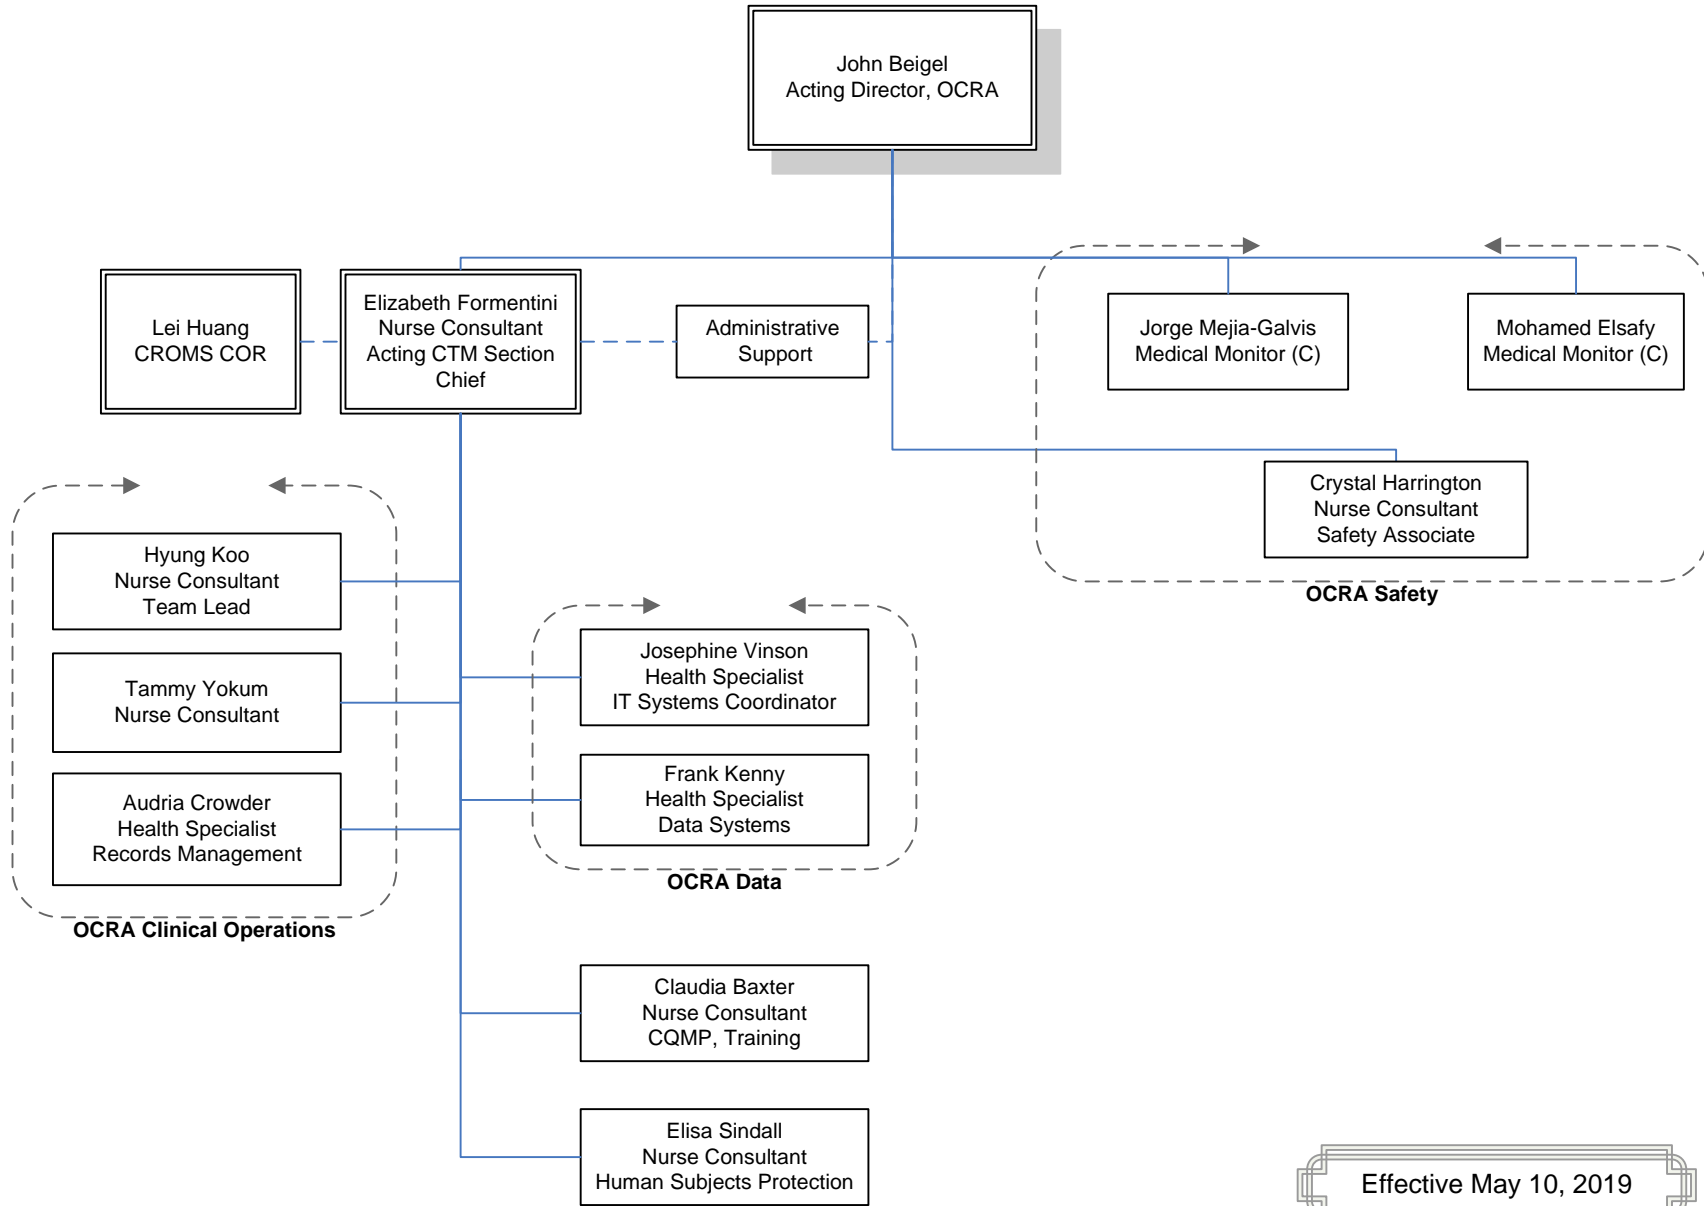 John Beigel
Acting Director, OCRA
Lei Huang
CROMS COR
Elizabeth Formentini
Nurse Consultant
Acting CTM Section
Chief
Administrative
Support
Jorge Mejia-Galvis
Medical Monitor (C)
Mohamed Elsafy
Medical Monitor (C)
Crystal Harrington
Nurse Consultant
Safety Associate
OCRA Safety
Hyung Koo
Nurse Consultant
Team Lead
Tammy Yokum
Nurse Consultant
Audria Crowder
Health Specialist
Records Management
OCRA Clinical Operations
Josephine Vinson
Health Specialist
IT Systems Coordinator
Frank Kenny
Health Specialist
Data Systems
OCRA Data
Claudia Baxter
Nurse Consultant
CQMP, Training
Elisa Sindall
Nurse Consultant
Human Subjects Protection
Effective May 10, 2019